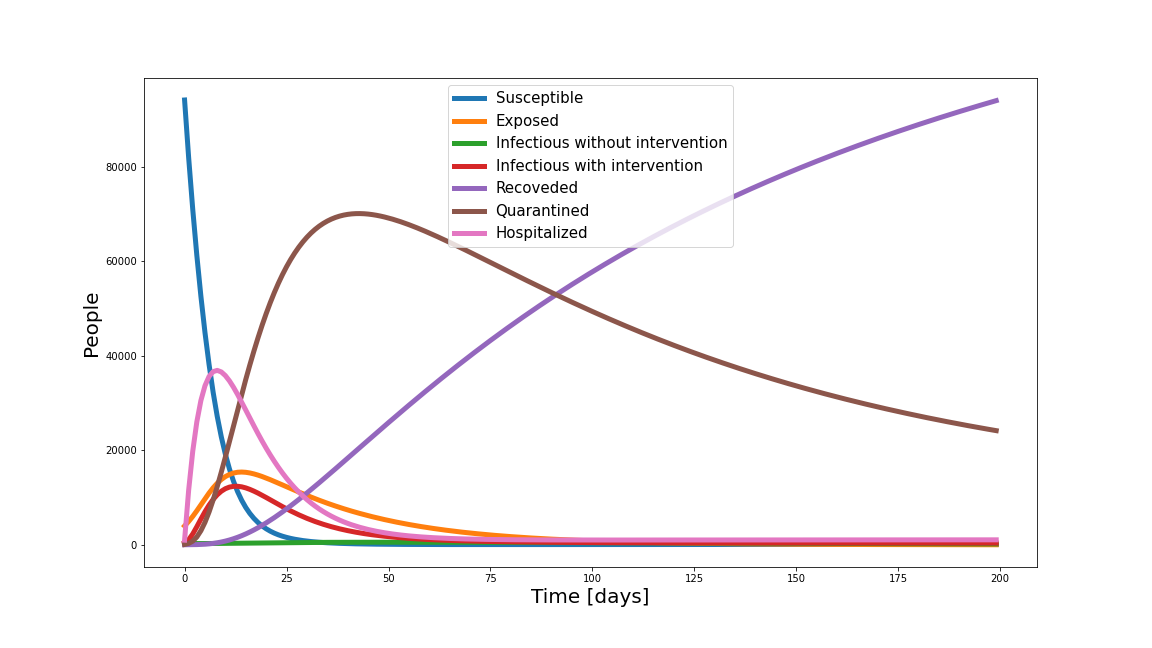 Susceptible
Exposed
Infectious without intervention
Infectious with intervention
Recoveded
Quarantined
Hospitalized
People
80000
60000
40000
20000
0
0 25 50 75 100 125 150 175 200
Time [days]